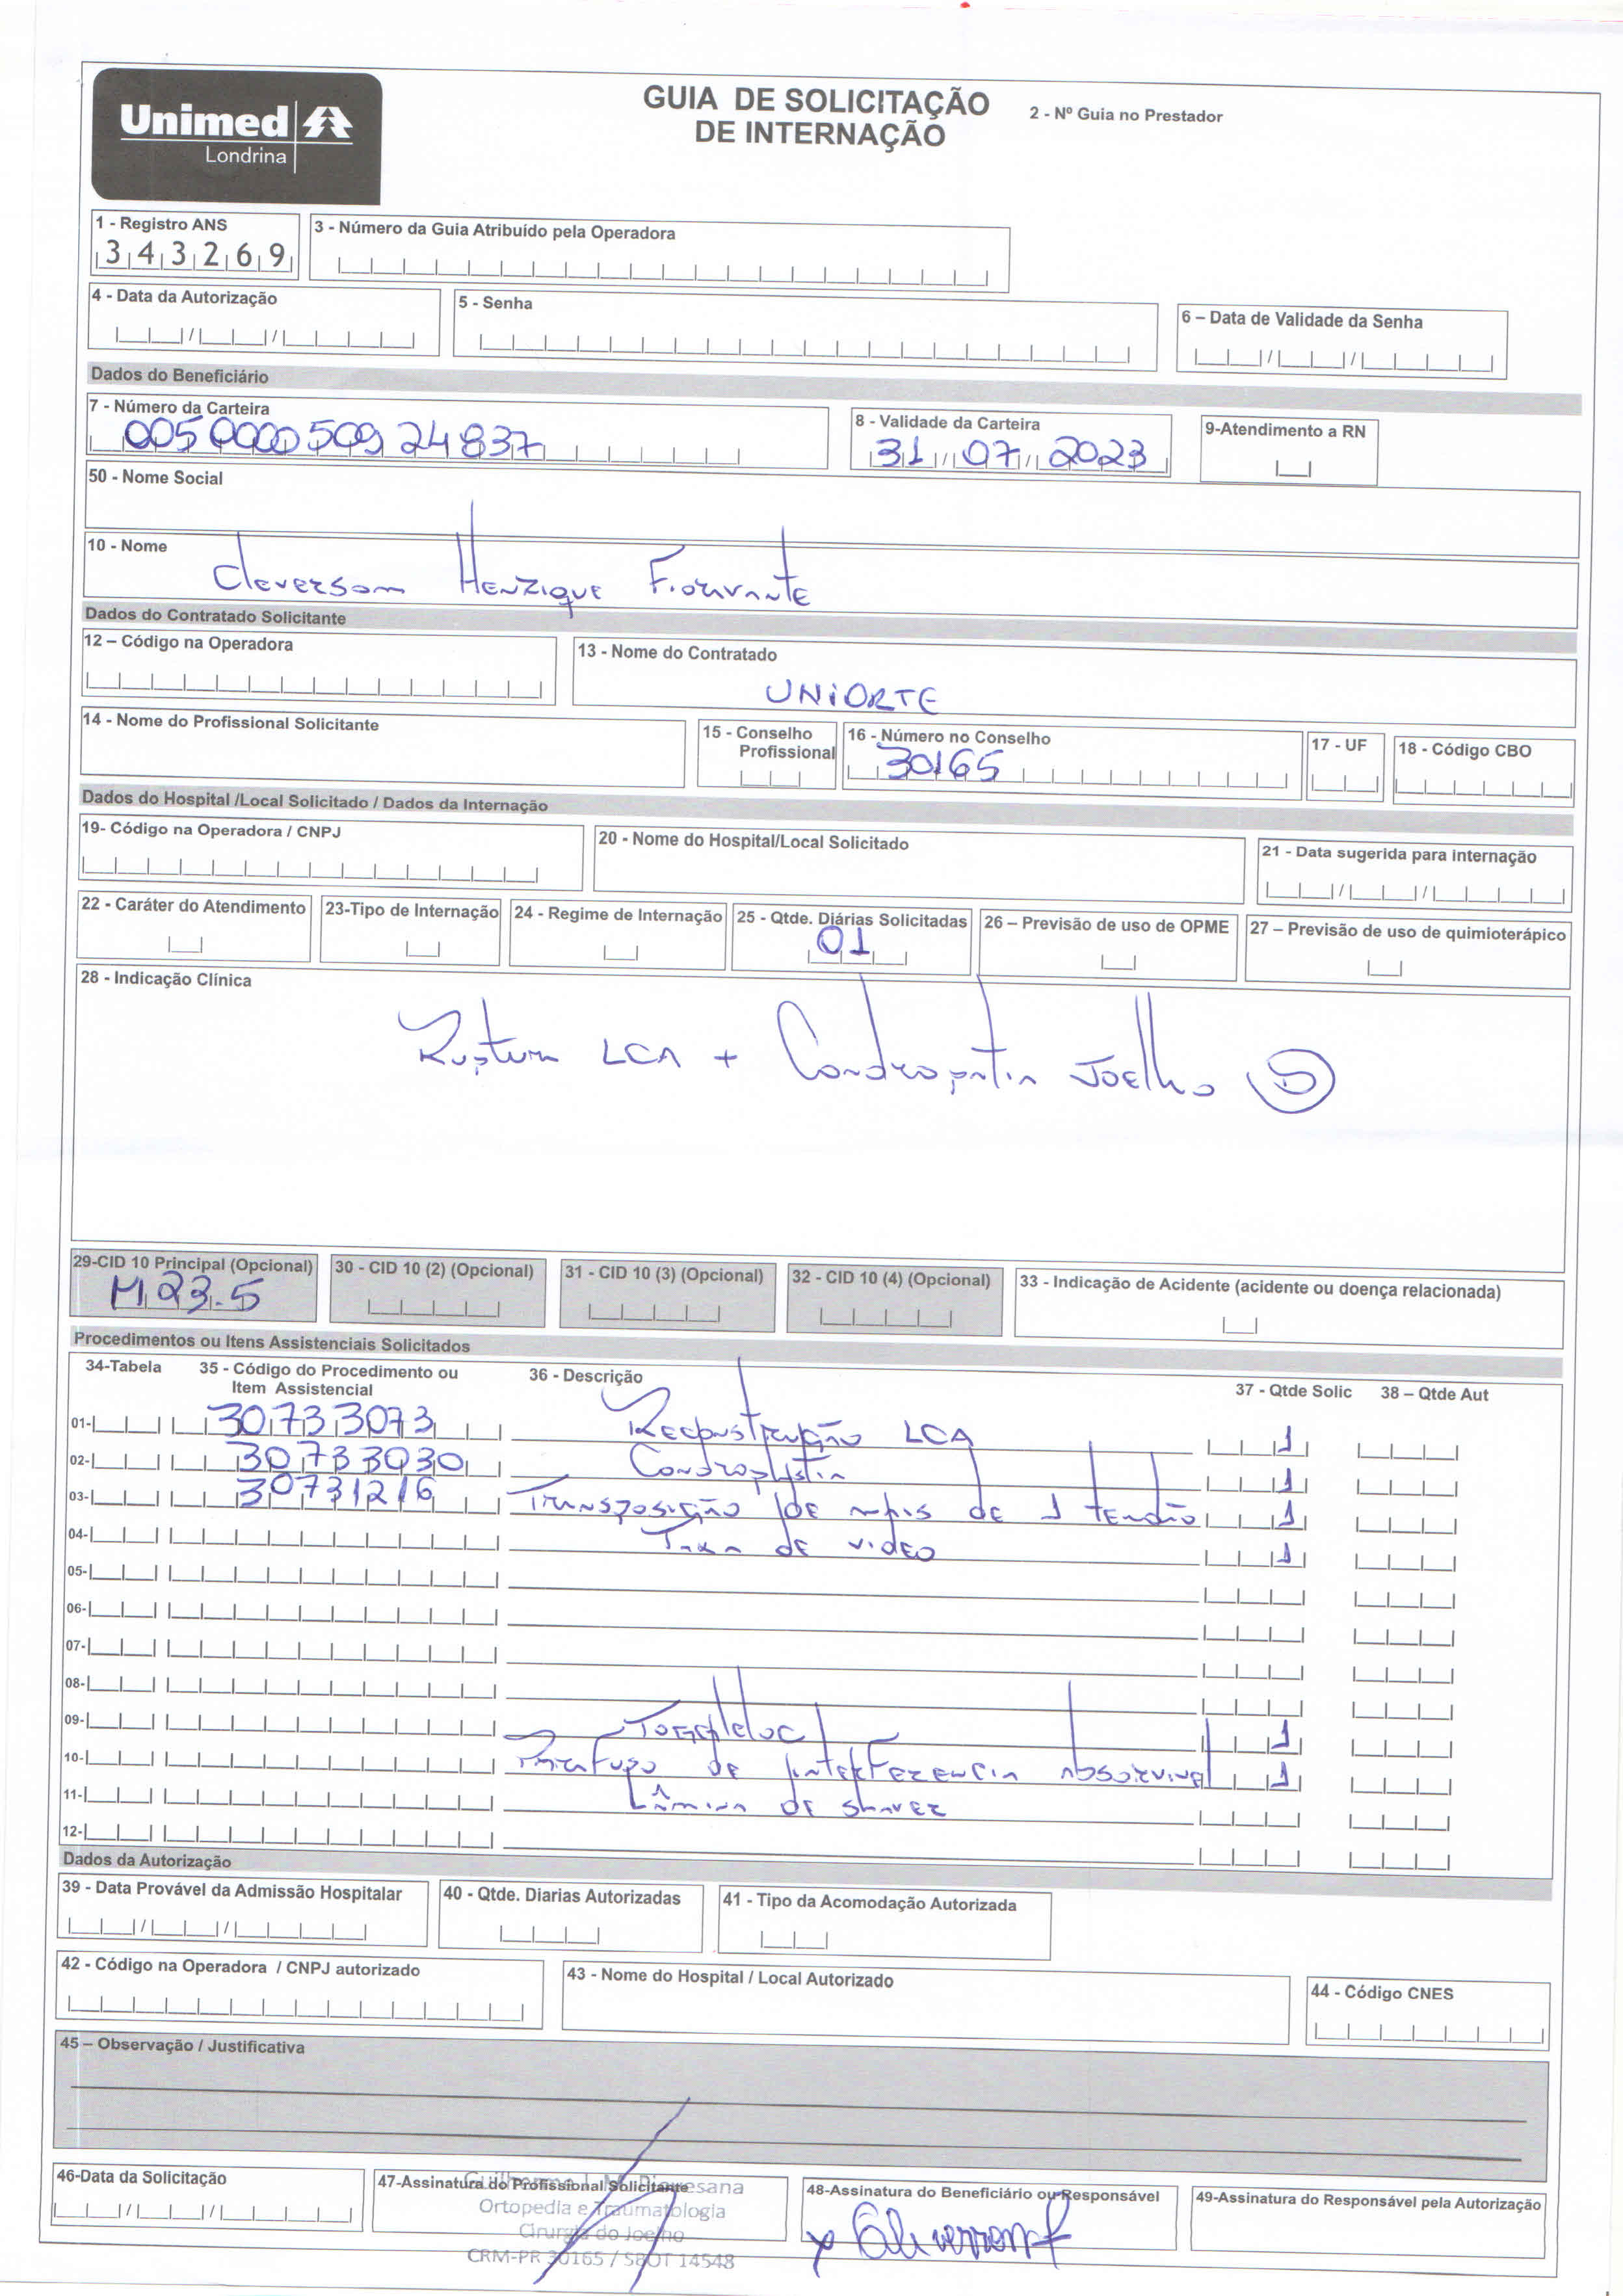 Unimed
Londrina
GUIA DE SOLICITAÇÃO
DE INTERNAÇÃO
2 - Nº Guia no Prestador
1 - Registro ANS
343269
3 - Número da Guia Atribuído pela Operadora
4 - Data da Autorização
5 - Senha
6 – Data de Validade da Senha
Dados do Beneficiário
7 - Número da Carteira
00500005092 4837
8 - Validade da Carteira
31 07 2023
9-Atendimento a RN
50 - Nome Social
10 - Nome
Cleverson Henrique Fioravante
Dados do Contratado Solicitante
12 – Código na Operadora
13 - Nome do Contratado
UNIORTE
14 - Nome do Profissional Solicitante
15 - Conselho
Profissional
16 - Número no Conselho
30165
17 - UF
18 - Código CBO
Dados do Hospital /Local Solicitado / Dados da Internação
19- Código na Operadora / CNPJ
20 - Nome do Hospital/Local Solicitado
21 - Data sugerida para internação
22 - Caráter do Atendimento
23-Tipo de Internação
24 - Regime de Internação
25 - Qtde. Diárias Solicitadas
01
26 – Previsão de uso de OPME
27 – Previsão de uso de quimioterápico
28 - Indicação Clínica
Ruptura LCA + Condropatia Joelho D
29-CID 10 Principal (Opcional)
M23.5
30 - CID 10 (2) (Opcional)
31 - CID 10 (3) (Opcional)
32 - CID 10 (4) (Opcional)
33 - Indicação de Acidente (acidente ou doença relacionada)
Procedimentos ou Itens Assistenciais Solicitados
34-Tabela
35 - Código do Procedimento ou
Item Assistencial
36 - Descrição
37 - Qtde Solic
38 – Qtde Aut
01- 30733073 Reconstrução LCA 1
02- 30733030 Condroplastia 1
03- 30731216 Transposição de mais de 1 tendão 1
04- Taxa de video 1
05-
06-
07-
08-
09- 1
10- Parafuso de interferencia absorvivel 1
11- Lâmina de shaver
12-
Dados da Autorização
39 - Data Provável da Admissão Hospitalar
40 - Qtde. Diarias Autorizadas
41 - Tipo da Acomodação Autorizada
42 - Código na Operadora / CNPJ autorizado
43 - Nome do Hospital / Local Autorizado
44 - Código CNES
45 – Observação / Justificativa
46-Data da Solicitação
47-Assinatura do Profissional Solicitante
Ortopedia e Traumatologia
Cirurgia do Joelho
CRM-PR 30165 / SBOT 14548
48-Assinatura do Beneficiário ou Responsável
49-Assinatura do Responsável pela Autorização